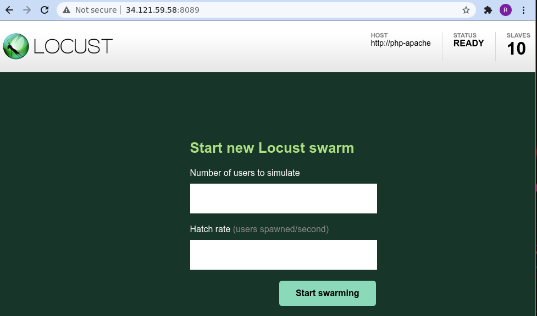 Not secure | 34.121.59.58:8089
R
LOCUST
HOST
http://php-apache
STATUS
READY
SLAVES
10
Start new Locust swarm
Number of users to simulate
Hatch rate (users spawned/second)
Start swarming